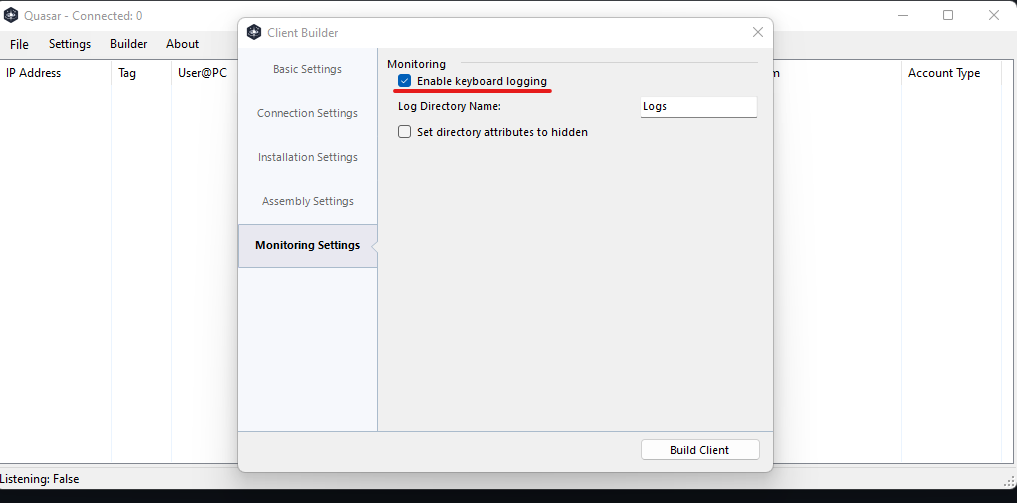 Quasar - Connected: 0
File Settings Builder About
IP Address Tag User@PC m Account Type
Client Builder
Basic Settings
Connection Settings
Installation Settings
Assembly Settings
Monitoring Settings
Monitoring
Enable keyboard logging
Log Directory Name: Logs
Set directory attributes to hidden
Build Client
Listening: False